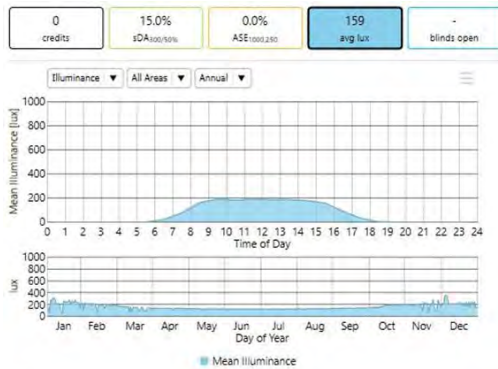 0 15.0% 0.0% 159 -
credits sDA300/50% ASE1000,250 avg lux blinds open
Illuminance ▼ All Areas ▼ Annual ▼
Mean Illuminance [lux]
1000
800
600
400
200
0
0 1 2 3 4 5 6 7 8 9 10 11 12 13 14 15 16 17 18 19 20 21 22 23 24
Time of Day
lux
1000
800
600
400
200
0
Jan Feb Mar Apr May Jun Jul Aug Sep Oct Nov Dec
Day of Year
Mean Illuminance